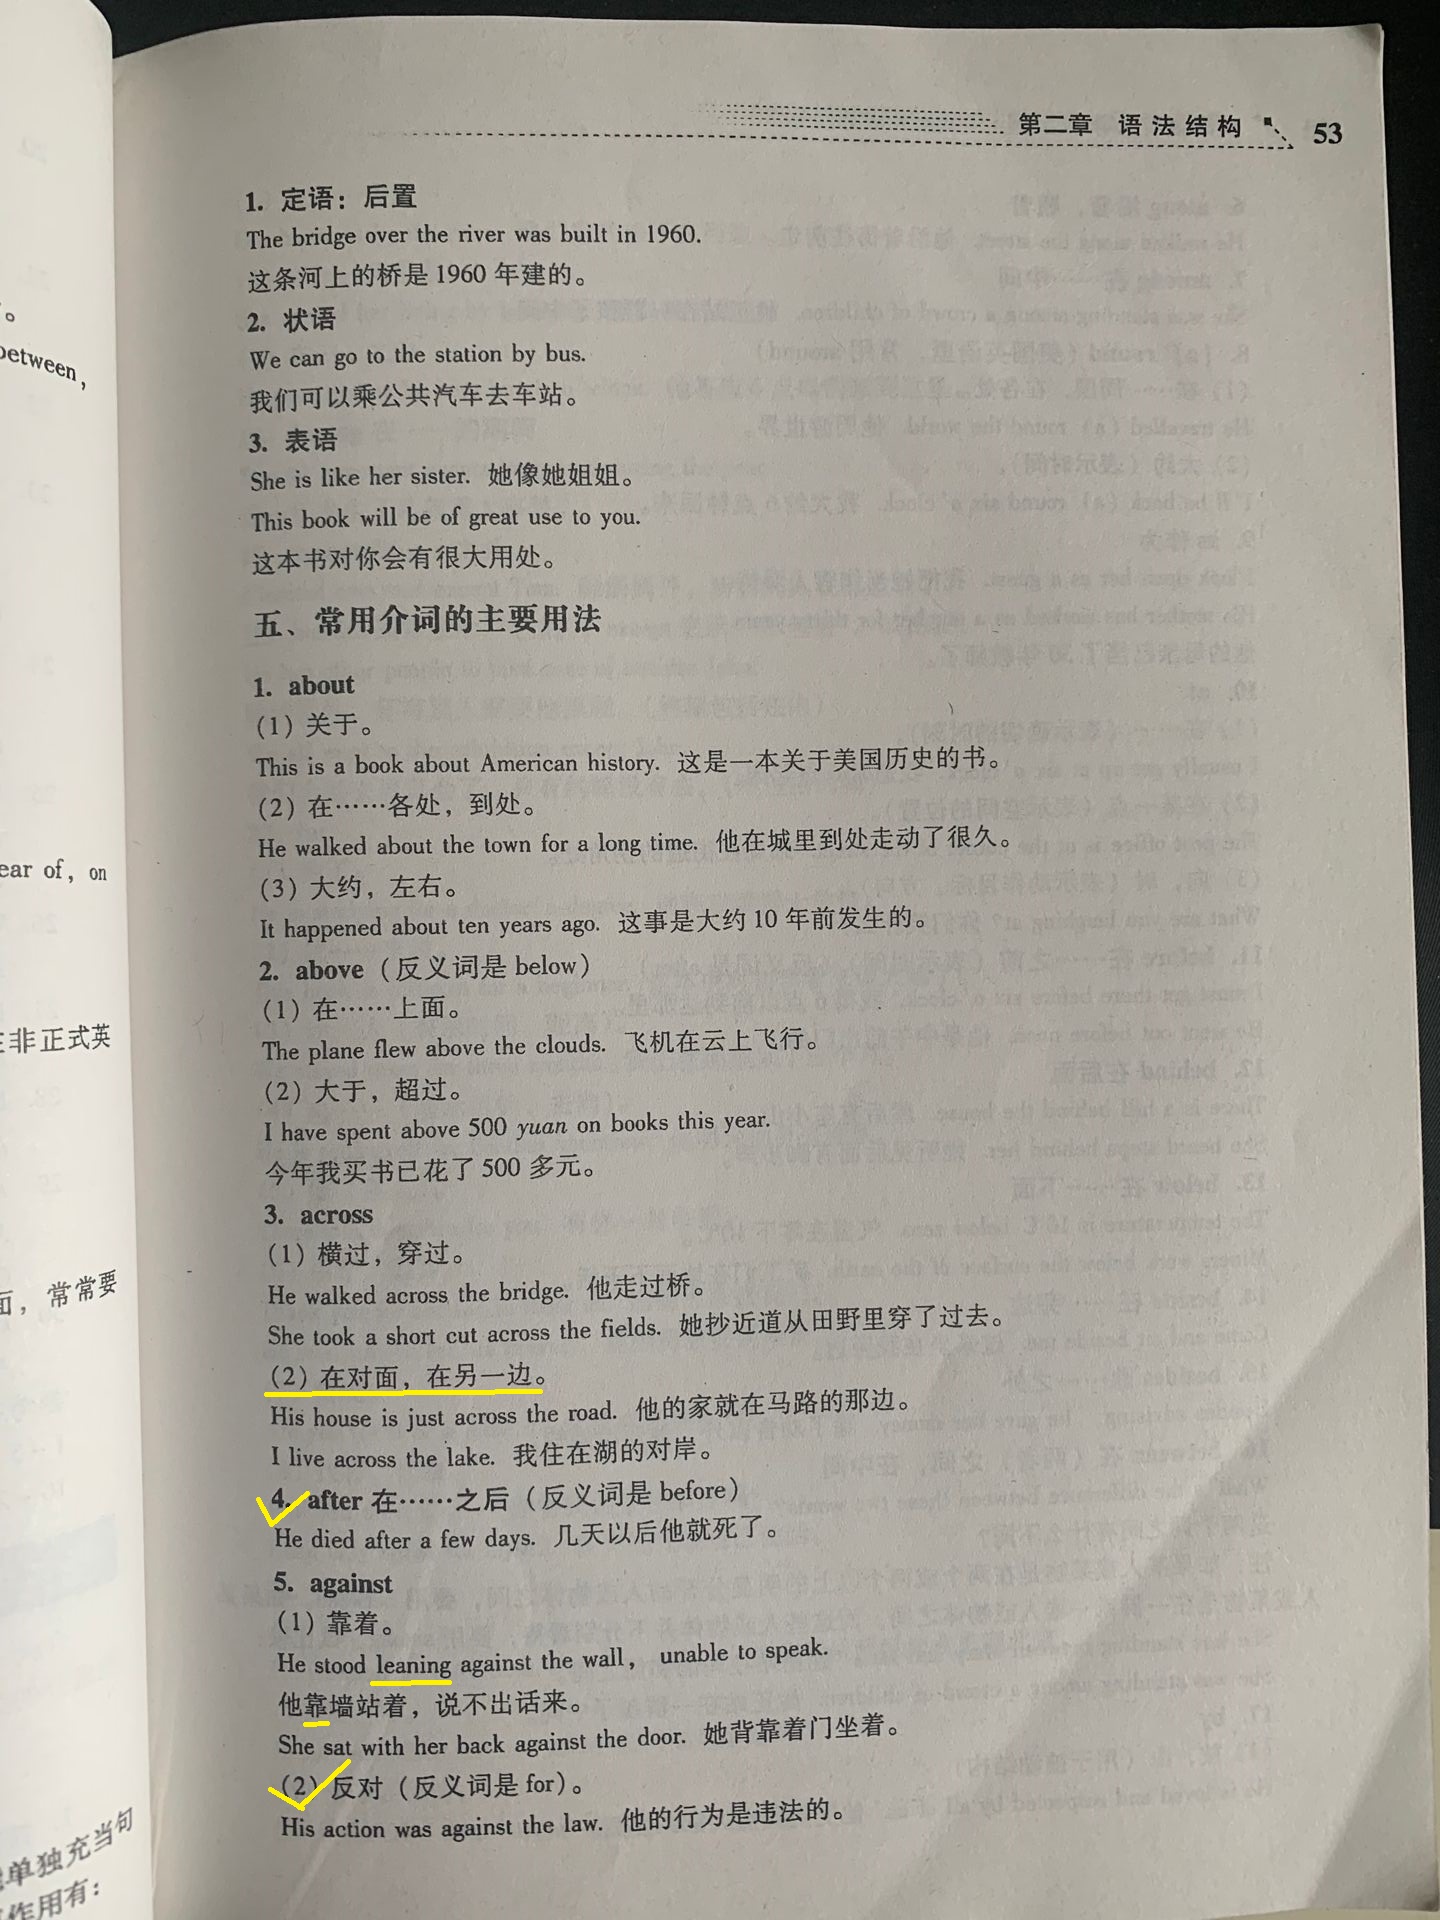 第二章 语法结构 53
1. 定语：后置
The bridge over the river was built in 1960.
这条河上的桥是 1960 年建的。
2. 状语
We can go to the station by bus.
我们可以乘公共汽车去车站。
3. 表语
She is like her sister. 她像她姐姐。
This book will be of great use to you.
这本书对你会有很大用处。
五、常用介词的主要用法
1. about
(1) 关于。
This is a book about American history. 这是一本关于美国历史的书。
(2) 在……各处，到处。
He walked about the town for a long time. 他在城里到处走动了很久。
(3) 大约，左右。
It happened about ten years ago. 这事是大约 10 年前发生的。
2. above（反义词是 below）
(1) 在……上面。
The plane flew above the clouds. 飞机在云上飞行。
(2) 大于，超过。
I have spent above 500 yuan on books this year.
今年我买书已花了 500 多元。
3. across
(1) 横过，穿过。
He walked across the bridge. 他走过桥。
She took a short cut across the fields. 她抄近道从田野里穿了过去。
(2) 在对面，在另一边。
His house is just across the road. 他的家就在马路的那边。
I live across the lake. 我住在湖的对岸。
4. after 在……之后（反义词是 before）
He died after a few days. 几天以后他就死了。
5. against
(1) 靠着。
He stood leaning against the wall, unable to speak.
他靠墙站着，说不出话来。
She sat with her back against the door. 她背靠着门坐着。
(2) 反对（反义词是 for）。
His action was against the law. 他的行为是违法的。
between,
ear of, on
非正式英
面，常常要
单独充当句
作用有：